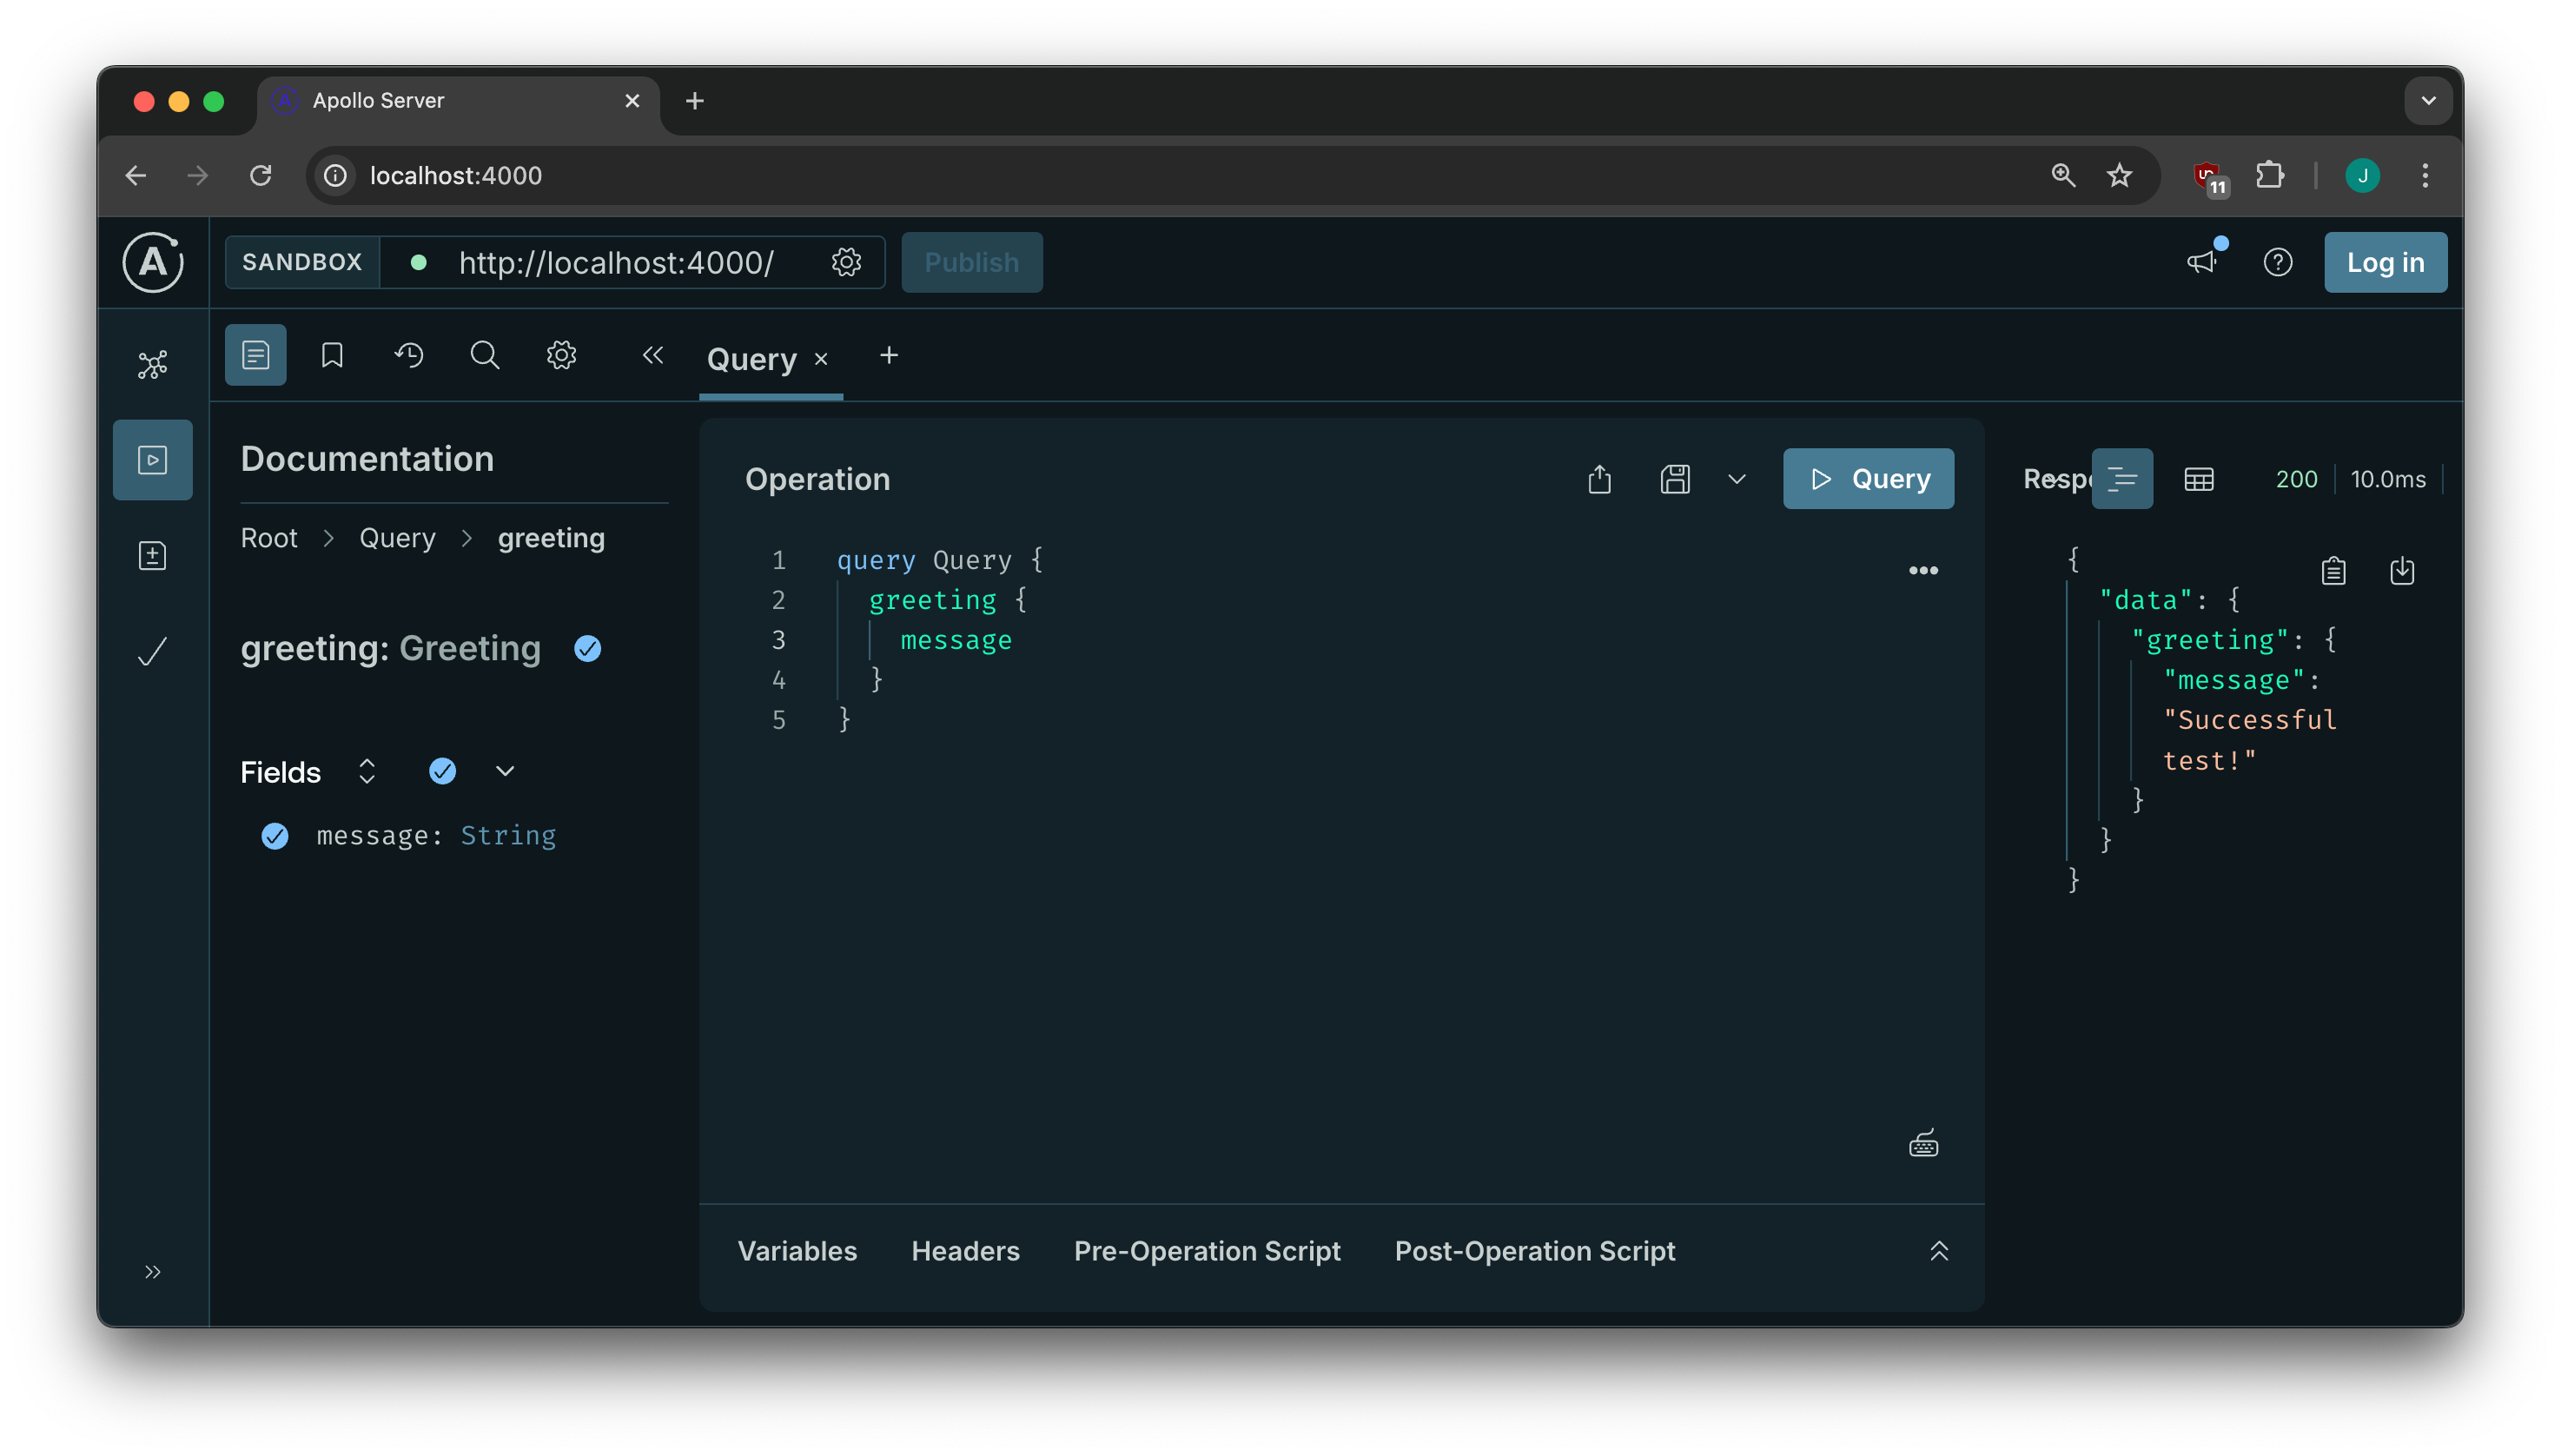 Apollo Server
localhost:4000
11
J
A
SANDBOX
http://localhost:4000/
Publish
Log in
Query
Documentation
Root > Query > greeting
greeting: Greeting
Fields
message: String
Operation
Query
1 query Query {
2 greeting {
3 message
4 }
5 }
Variables
Headers
Pre-Operation Script
Post-Operation Script
200
10.0ms
{
"data": {
"greeting": {
"message":
"Successful
test!"
}
}
}